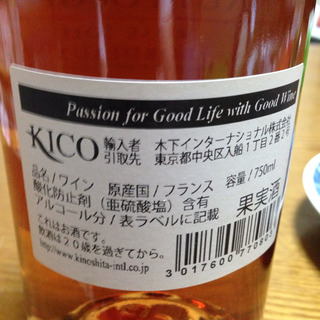 Passion for Good Life with Good Wine
KICO 輸入者 木下インターナショナル株式会社
引取先 東京都中央区入船1丁目2番2号
品名/ワイン 原産国/フランス 容量/750ml
酸化防止剤(亜硫酸塩)含有 果実酒
アルコール分/表ラベルに記載
これはお酒です。
飲酒は20歳を過ぎてから。
http://www.kinoshita-intl.co.jp